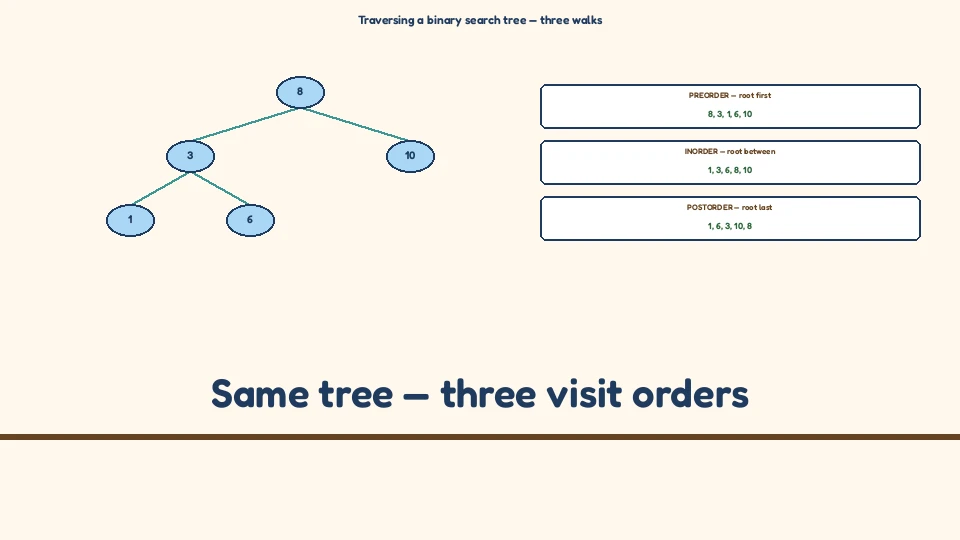 Traversing a binary search tree — three walks
8
3
10
1
6
PREORDER — root first
8, 3, 1, 6, 10
INORDER — root between
1, 3, 6, 8, 10
POSTORDER — root last
1, 6, 3, 10, 8
Same tree — three visit orders